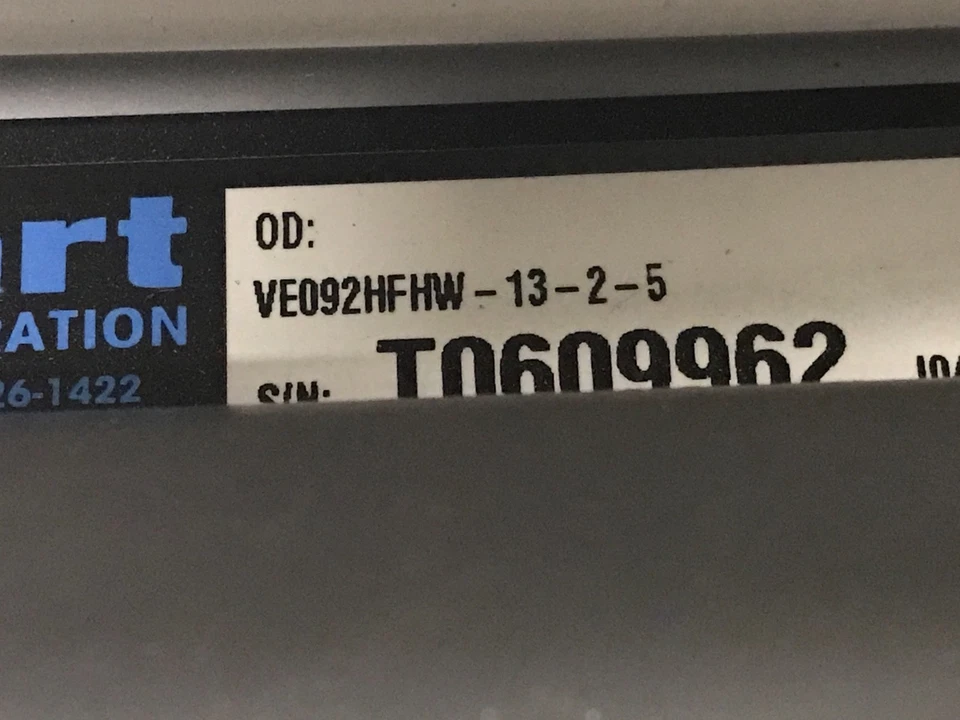 art
RATION
26-1422
OD:
VE092HFHW-13-2-5
S/N: T0609962